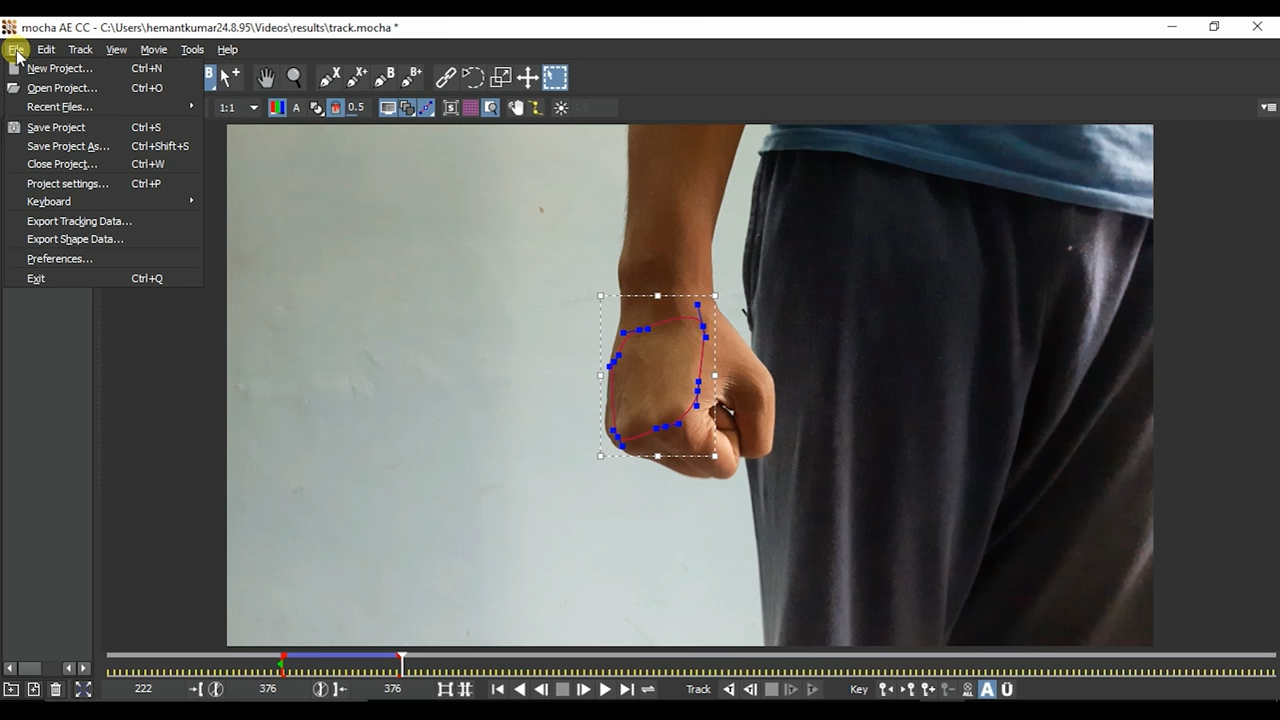 mocha AE CC - C:\Users\hemantkumar24.8.95\Videos\results\track.mocha *
File Edit Track View Movie Tools Help
New Project... Ctrl+N
Open Project... Ctrl+O
Recent Files...
Save Project Ctrl+S
Save Project As... Ctrl+Shift+S
Close Project... Ctrl+W
Project settings... Ctrl+P
Keyboard
Export Tracking Data...
Export Shape Data...
Preferences...
Exit Ctrl+Q
B X X+ B B+
1:1 A 0.5 1.0
222 376 376 Track Key ALL A Ü